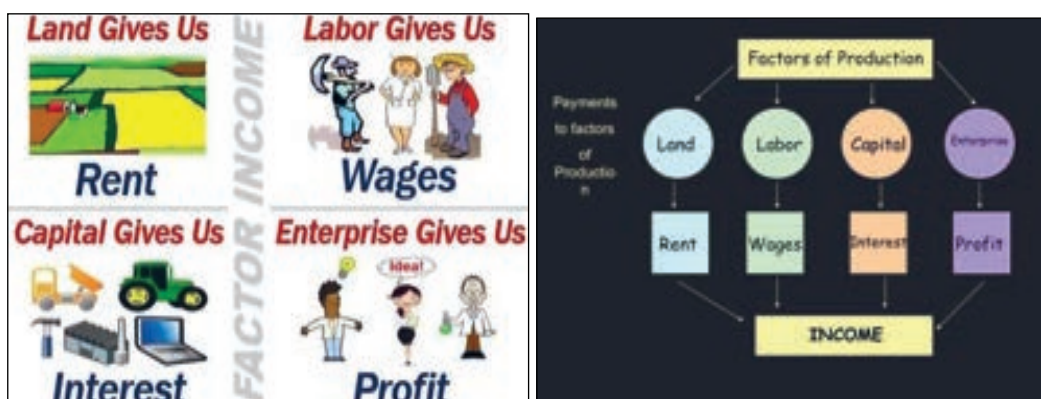 Land Gives Us
Rent
Labor Gives Us
Wages
FACTOR INCOME
Capital Gives Us
Interest
Enterprise Gives Us
Idea!
Profit
Factors of Production
Payments
to factors
of
Productio
n
Land
Labor
Capital
Enterprise
Rent
Wages
Interest
Profit
INCOME